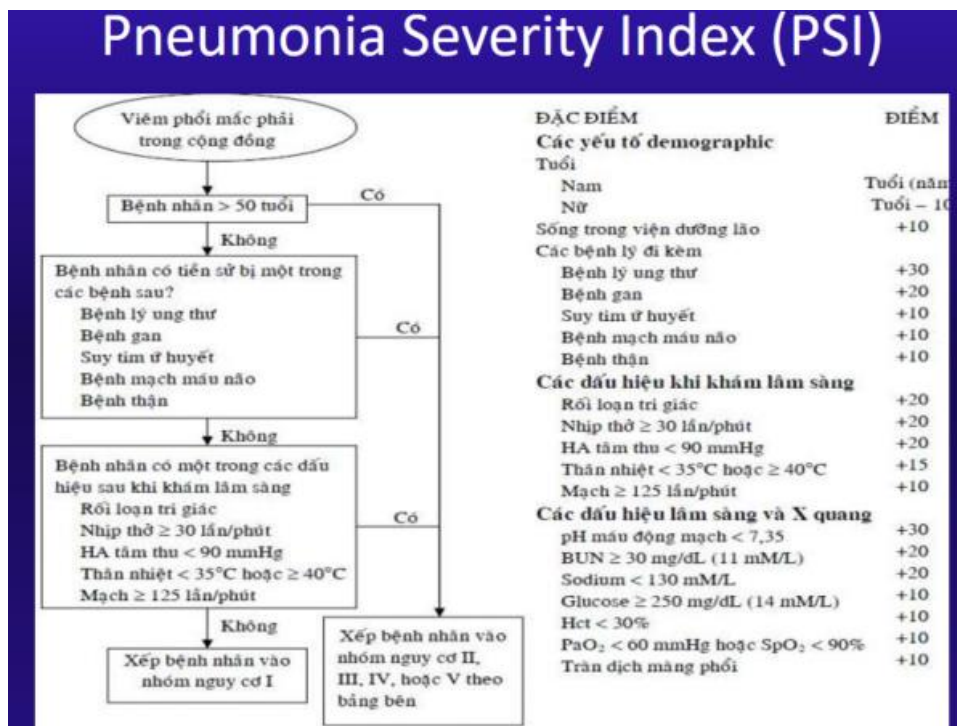 Pneumonia Severity Index (PSI)
Viêm phổi mắc phải
trong cộng đồng
Bệnh nhân > 50 tuổi
Có
Không
Bệnh nhân có tiền sử bị một trong
các bệnh sau?
Bệnh lý ung thư
Bệnh gan
Suy tim ứ huyết
Bệnh mạch máu não
Bệnh thận
Có
Không
Bệnh nhân có một trong các dấu
hiệu sau khi khám lâm sàng
Rối loạn tri giác
Nhịp thở ≥ 30 lần/phút
HA tâm thu < 90 mmHg
Thân nhiệt < 35°C hoặc ≥ 40°C
Mạch ≥ 125 lần/phút
Có
Không
Xếp bệnh nhân vào
nhóm nguy cơ I
Xếp bệnh nhân vào
nhóm nguy cơ II,
III, IV, hoặc V theo
bảng bên
ĐẶC ĐIỂM ĐIỂM
Các yếu tố demographic
Tuổi
Nam Tuổi (năm
Nữ Tuổi – 10
Sống trong viện dưỡng lão +10
Các bệnh lý đi kèm
Bệnh lý ung thư +30
Bệnh gan +20
Suy tim ứ huyết +10
Bệnh mạch máu não +10
Bệnh thận +10
Các dấu hiệu khi khám lâm sàng
Rối loạn tri giác +20
Nhịp thở ≥ 30 lần/phút +20
HA tâm thu < 90 mmHg +20
Thân nhiệt < 35°C hoặc ≥ 40°C +15
Mạch ≥ 125 lần/phút +10
Các dấu hiệu lâm sàng và X quang
pH máu động mạch < 7,35 +30
BUN ≥ 30 mg/dL (11 mM/L) +20
Sodium < 130 mM/L +20
Glucose ≥ 250 mg/dL (14 mM/L) +10
Hct < 30% +10
PaO₂ < 60 mmHg hoặc SpO₂ < 90% +10
Tràn dịch màng phổi +10